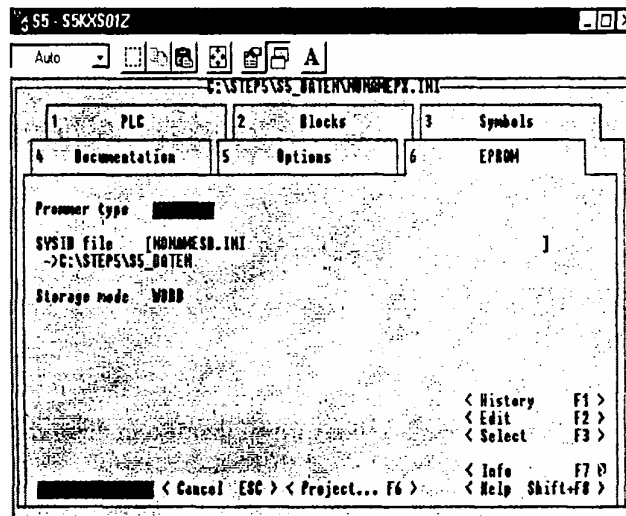 S5 - S5KXS01Z
Auto A
C:\STEP5\S5_DATEN\NONAMEPX.INI
1 PLC 2 Blocks 3 Symbols
4 Documentation 5 Options 6 EPROM
Prommer type
SYSID file [NONAMESD.INI ]
->C:\STEP5\S5_DATEN
Storage mode WORD
< History F1 >
< Edit F2 >
< Select F3 >
< Info F7 >
< Cancel ESC > < Project... F6 > < Help Shift+F8 >